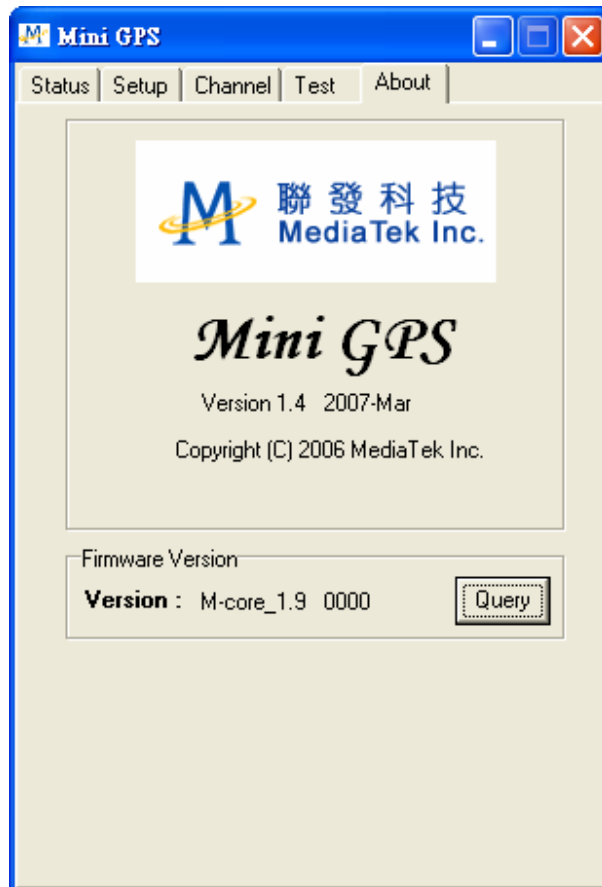 Mini GPS
Status Setup Channel Test About
聯發科技
MediaTek Inc.
Mini GPS
Version 1.4 2007-Mar
Copyright (C) 2006 MediaTek Inc.
Firmware Version
Version : M-core_1.9 0000 Query